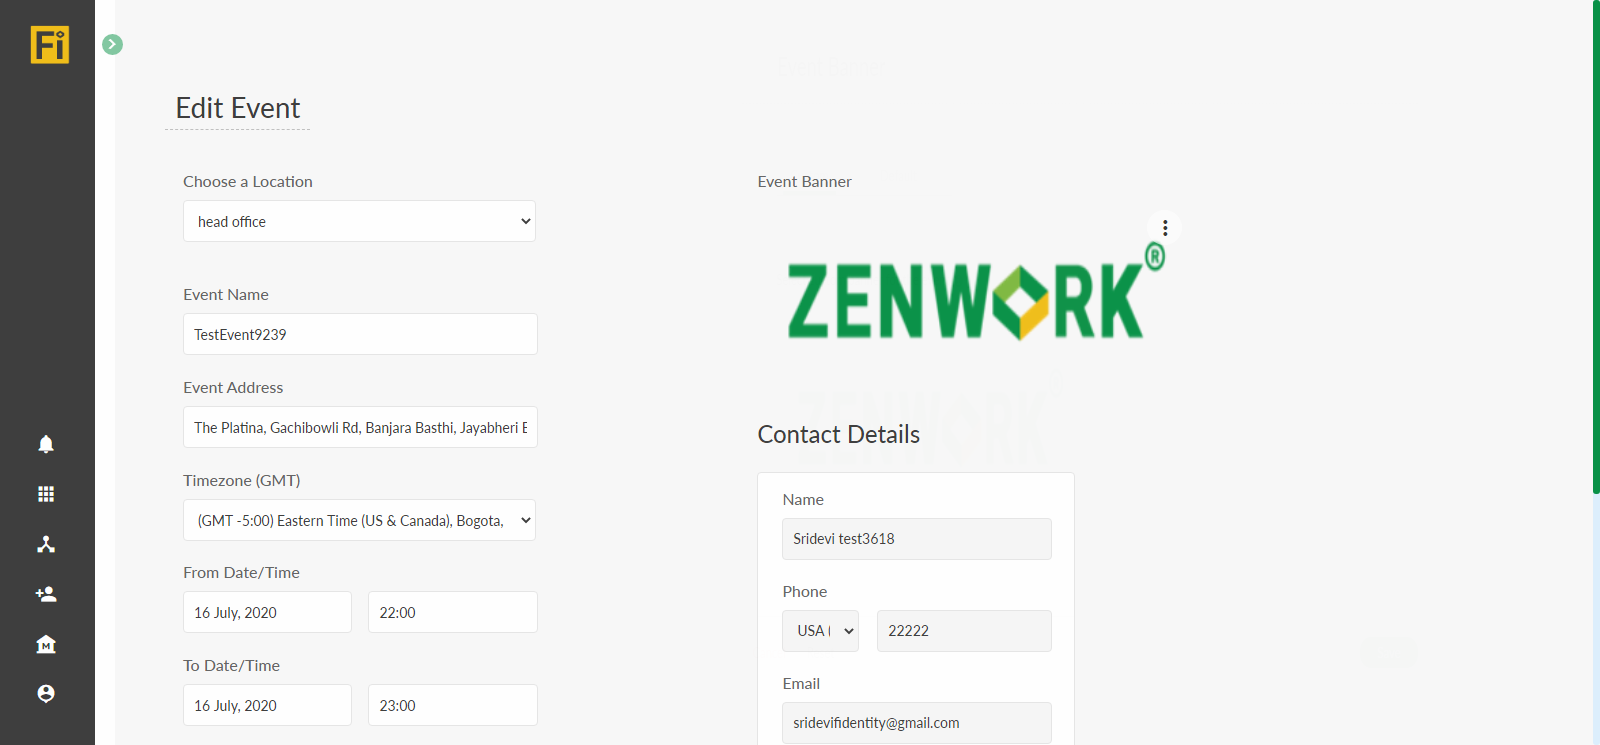 Fi
Edit Event
Choose a Location
head office
Event Name
TestEvent9239
Event Address
The Platina, Gachibowli Rd, Banjara Basthi, Jayabheri E
Timezone (GMT)
(GMT -5:00) Eastern Time (US & Canada), Bogota,
From Date/Time
16 July, 2020 22:00
To Date/Time
16 July, 2020 23:00
Event Banner
ZENWORK®
Contact Details
Name
Sridevi test3618
Phone
USA ( 22222
Email
sridevifidentity@gmail.com
M